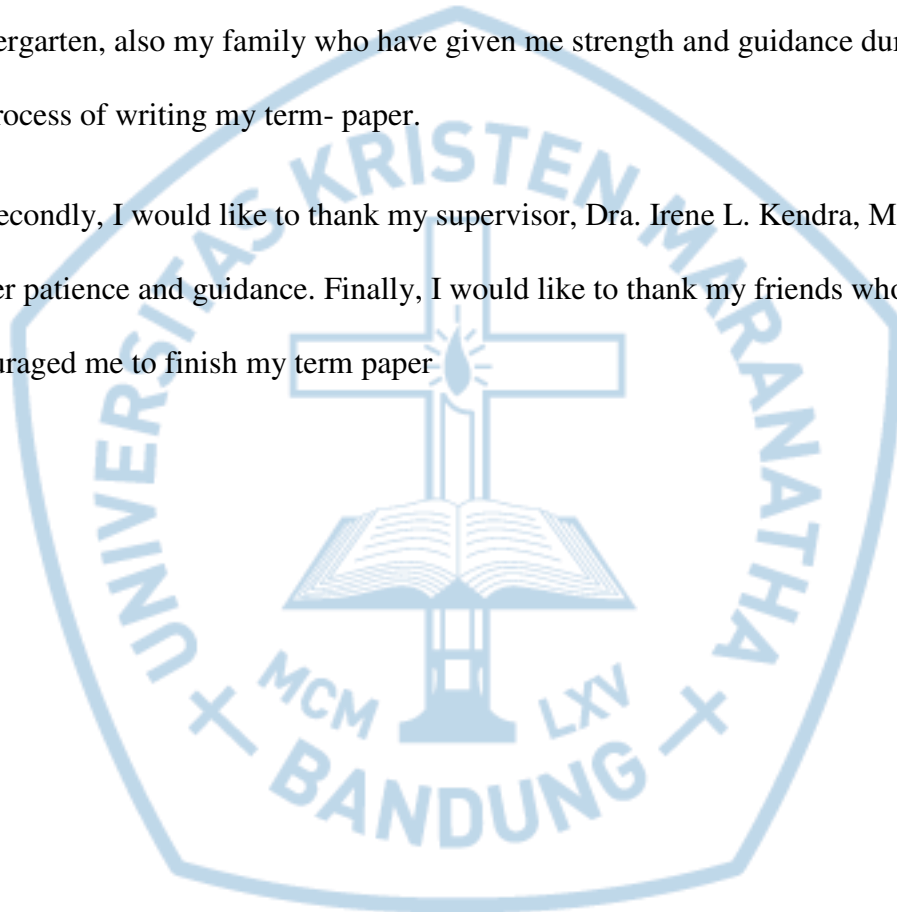 ergarten, also my family who have given me strength and guidance du
rocess of writing my term- paper.
econdly, I would like to thank my supervisor, Dra. Irene L. Kendra, M
er patience and guidance. Finally, I would like to thank my friends who
uraged me to finish my term paper
UNIVERSITAS KRISTEN MARANATHA
MCM LXV
BANDUNG